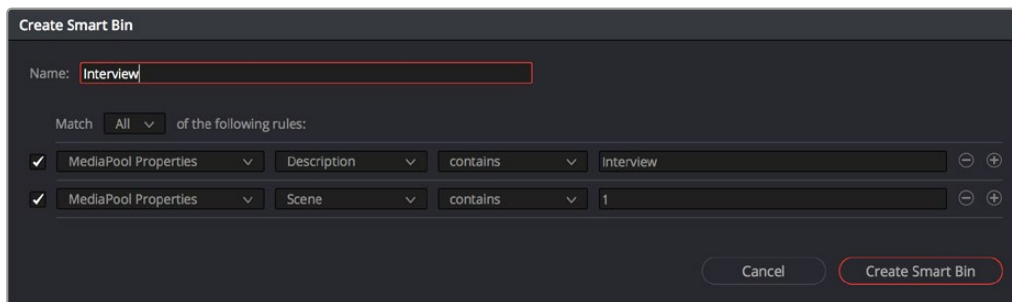 Create Smart Bin
Name: Interview
Match All of the following rules:
MediaPool Properties Description contains Interview
MediaPool Properties Scene contains 1
Cancel Create Smart Bin